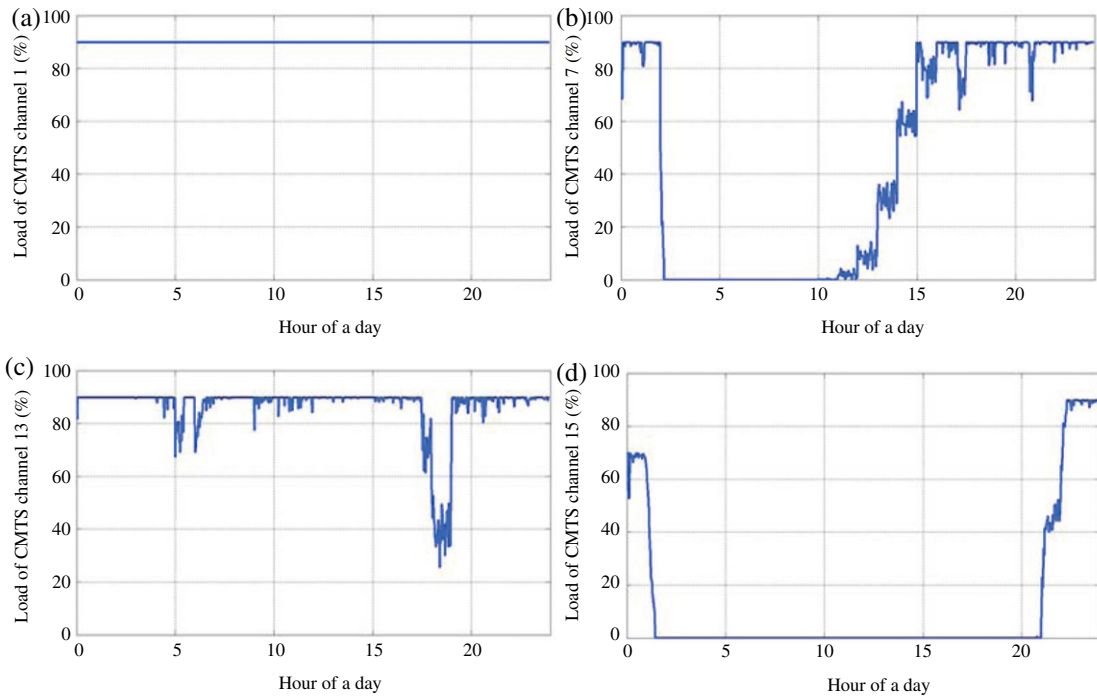 (a)
Load of CMTS channel 1 (%)
100
80
60
40
20
0
0 5 10 15 20
Hour of a day
(b)
Load of CMTS channel 7 (%)
100
80
60
40
20
0
0 5 10 15 20
Hour of a day
(c)
Load of CMTS channel 13 (%)
100
80
60
40
20
0
0 5 10 15 20
Hour of a day
(d)
Load of CMTS channel 15 (%)
100
80
60
40
20
0
0 5 10 15 20
Hour of a day